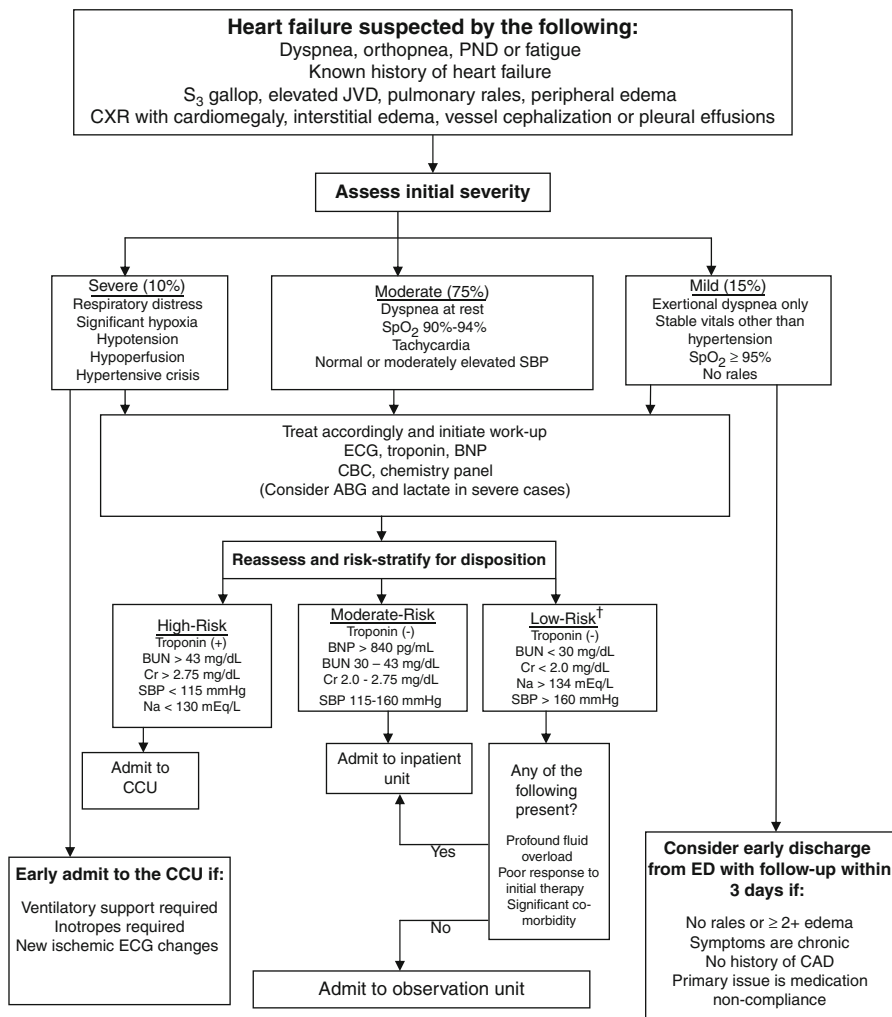 Heart failure suspected by the following:
Dyspnea, orthopnea, PND or fatigue
Known history of heart failure
S3 gallop, elevated JVD, pulmonary rales, peripheral edema
CXR with cardiomegaly, interstitial edema, vessel cephalization or pleural effusions
Assess initial severity
Severe (10%)
Respiratory distress
Significant hypoxia
Hypotension
Hypoperfusion
Hypertensive crisis
Moderate (75%)
Dyspnea at rest
SpO2 90%-94%
Tachycardia
Normal or moderately elevated SBP
Mild (15%)
Exertional dyspnea only
Stable vitals other than
hypertension
SpO2 ≥ 95%
No rales
Treat accordingly and initiate work-up
ECG, troponin, BNP
CBC, chemistry panel
(Consider ABG and lactate in severe cases)
Reassess and risk-stratify for disposition
High-Risk
Troponin (+)
BUN > 43 mg/dL
Cr > 2.75 mg/dL
SBP < 115 mmHg
Na < 130 mEq/L
Moderate-Risk
Troponin (-)
BNP > 840 pg/mL
BUN 30 – 43 mg/dL
Cr 2.0 - 2.75 mg/dL
SBP 115-160 mmHg
Low-Risk†
Troponin (-)
BUN < 30 mg/dL
Cr < 2.0 mg/dL
Na > 134 mEq/L
SBP > 160 mmHg
Admit to
CCU
Admit to inpatient
unit
Any of the
following
present?
Profound fluid
overload
Poor response to
initial therapy
Significant co-
morbidity
Yes
No
Early admit to the CCU if:
Ventilatory support required
Inotropes required
New ischemic ECG changes
Admit to observation unit
Consider early discharge
from ED with follow-up within
3 days if:
No rales or ≥ 2+ edema
Symptoms are chronic
No history of CAD
Primary issue is medication
non-compliance